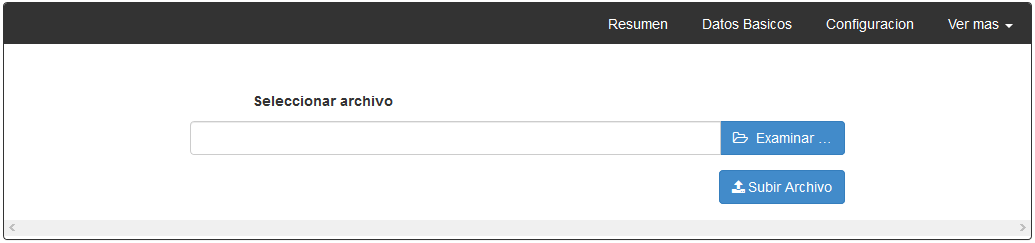 Resumen Datos Basicos Configuracion Ver mas
Seleccionar archivo
Examinar ...
Subir Archivo